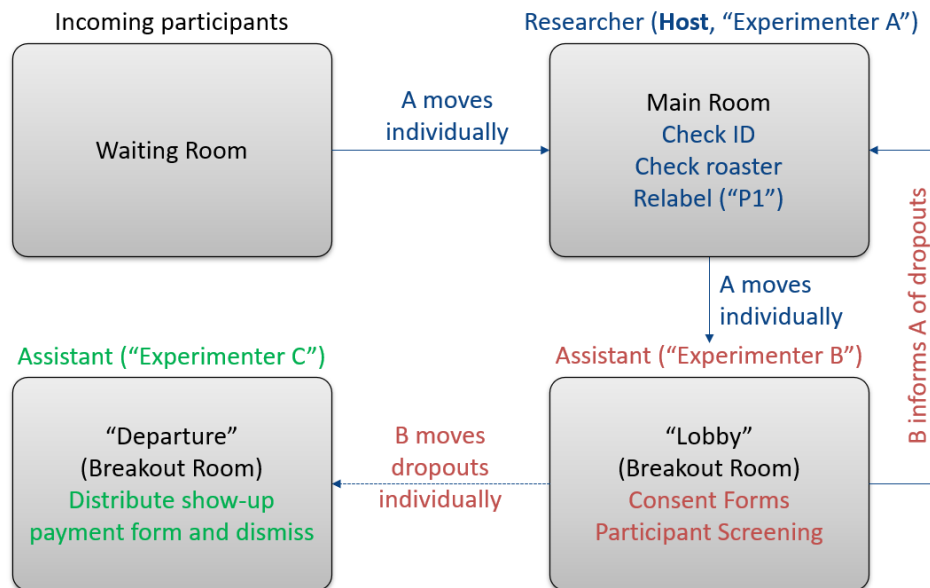 Incoming participants
Waiting Room
A moves
individually
Researcher (Host, “Experimenter A”)
Main Room
Check ID
Check roaster
Relabel (“P1”)
A moves
individually
B informs A of dropouts
Assistant (“Experimenter B”)
“Lobby”
(Breakout Room)
Consent Forms
Participant Screening
B moves
dropouts
individually
Assistant (“Experimenter C”)
“Departure”
(Breakout Room)
Distribute show-up
payment form and dismiss